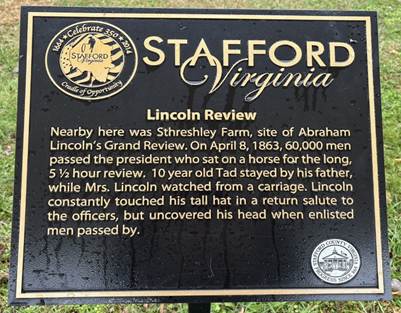 Celebrate 350
1664 2014
STAFFORD
Virginia
Cradle of Opportunity
STAFFORD
Virginia
Lincoln Review
Nearby here was Sthreshley Farm, site of Abraham
Lincoln's Grand Review. On April 8, 1863, 60,000 men
passed the president who sat on a horse for the long,
5 ½ hour review.  10 year old Tad stayed by his father,
while Mrs. Lincoln watched from a carriage. Lincoln
constantly touched his tall hat in a return salute to
the officers, but uncovered his head when enlisted
men passed by.